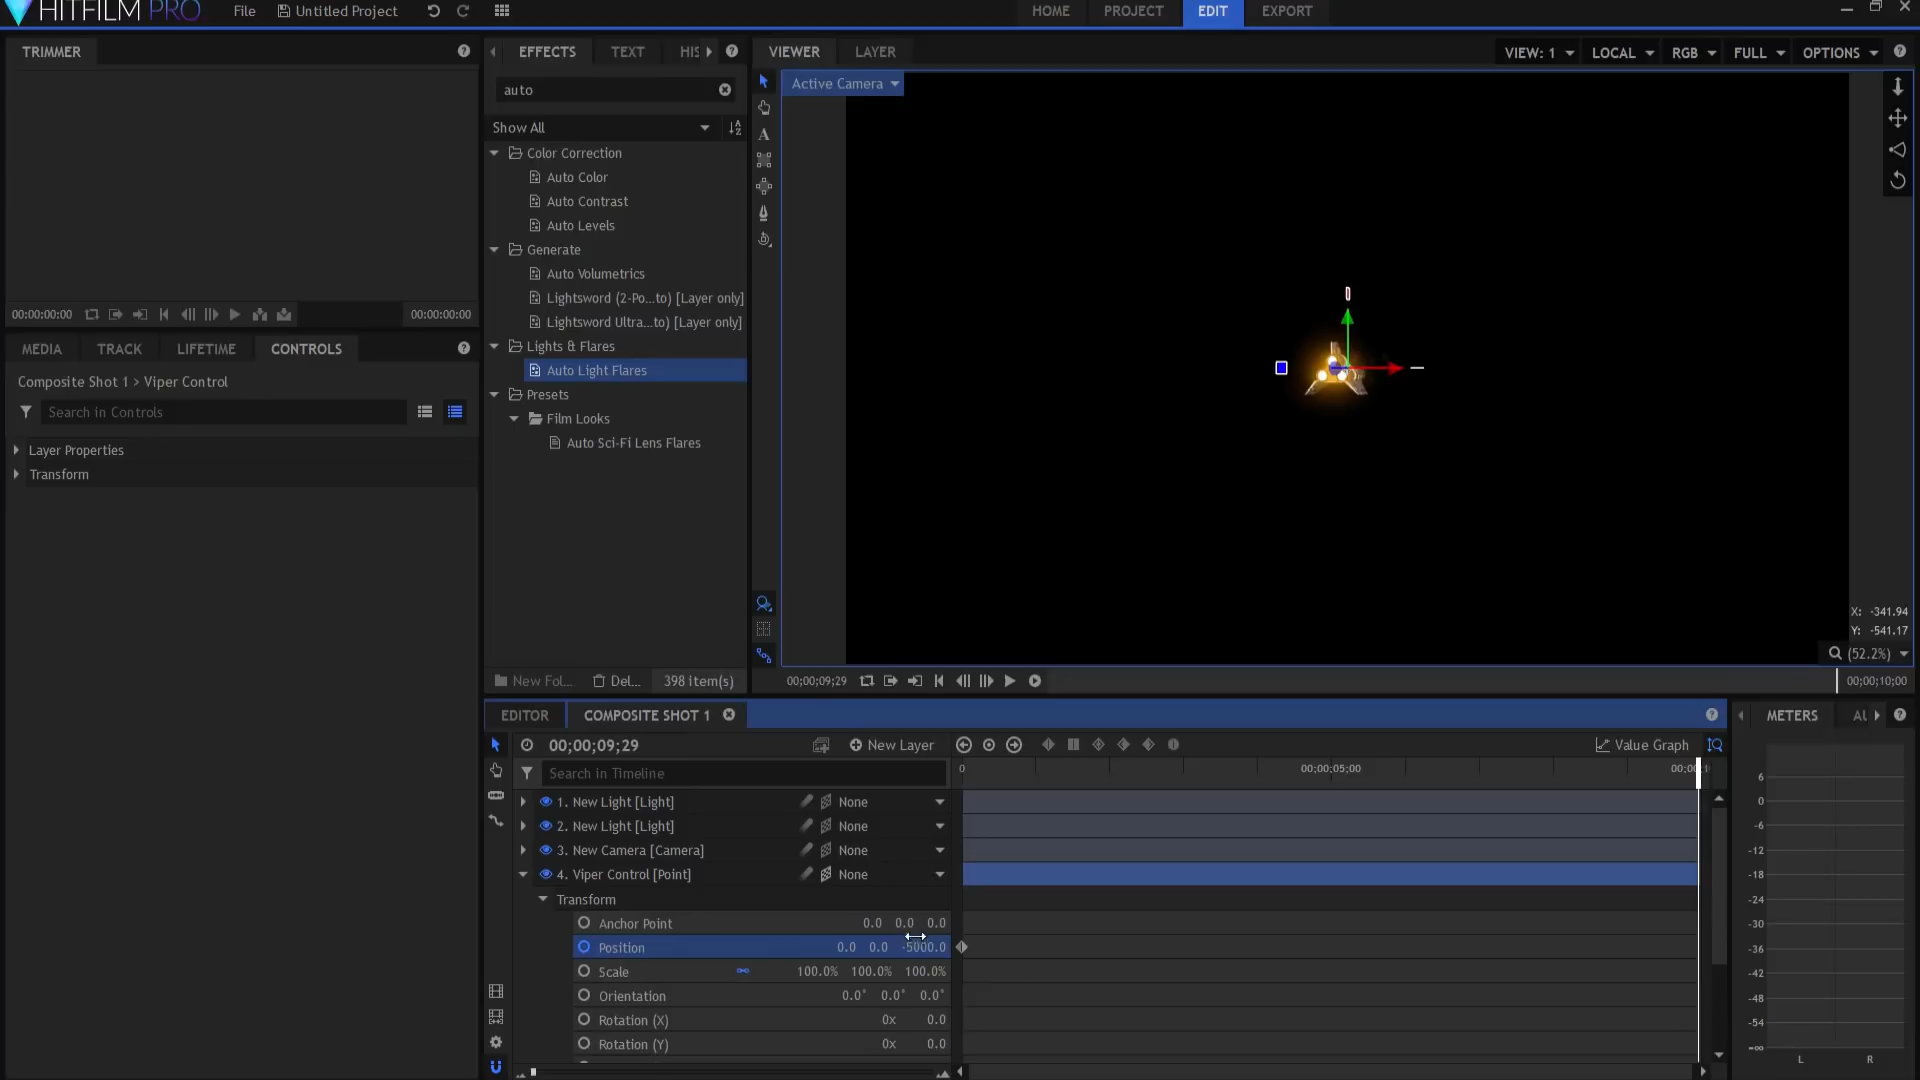 HITFILM PRO
File
Untitled Project
HOME
PROJECT
EDIT
EXPORT
TRIMMER
EFFECTS
TEXT
HIS
VIEWER
LAYER
VIEW: 1
LOCAL
RGB
FULL
OPTIONS
auto
Active Camera
Show All
Color Correction
Auto Color
Auto Contrast
Auto Levels
Generate
Auto Volumetrics
Lightsword (2-Po...to) [Layer only]
Lightsword Ultra...to) [Layer only]
Lights & Flares
Auto Light Flares
Presets
Film Looks
Auto Sci-Fi Lens Flares
00:00:00:00
00:00:00:00
MEDIA
TRACK
LIFETIME
CONTROLS
Composite Shot 1 > Viper Control
Search in Controls
Layer Properties
Transform
X: -341.94
Y: -541.17
(52.2%)
New Fol...
Del...
398 item(s)
00;00;09;29
00;00;10;00
EDITOR
COMPOSITE SHOT 1
METERS
AU
00;00;09;29
New Layer
Value Graph
Search in Timeline
0
00;00;05;00
1. New Light [Light]
None
2. New Light [Light]
None
3. New Camera [Camera]
None
4. Viper Control [Point]
None
Transform
Anchor Point
0.0 0.0 0.0
Position
0.0 0.0 -5000.0
Scale
100.0% 100.0% 100.0%
Orientation
0.0° 0.0° 0.0°
Rotation (X)
0x 0.0
Rotation (Y)
0x 0.0
6
0
-6
-12
-18
-24
-30
-36
-42
-48
-54
-∞
L
R